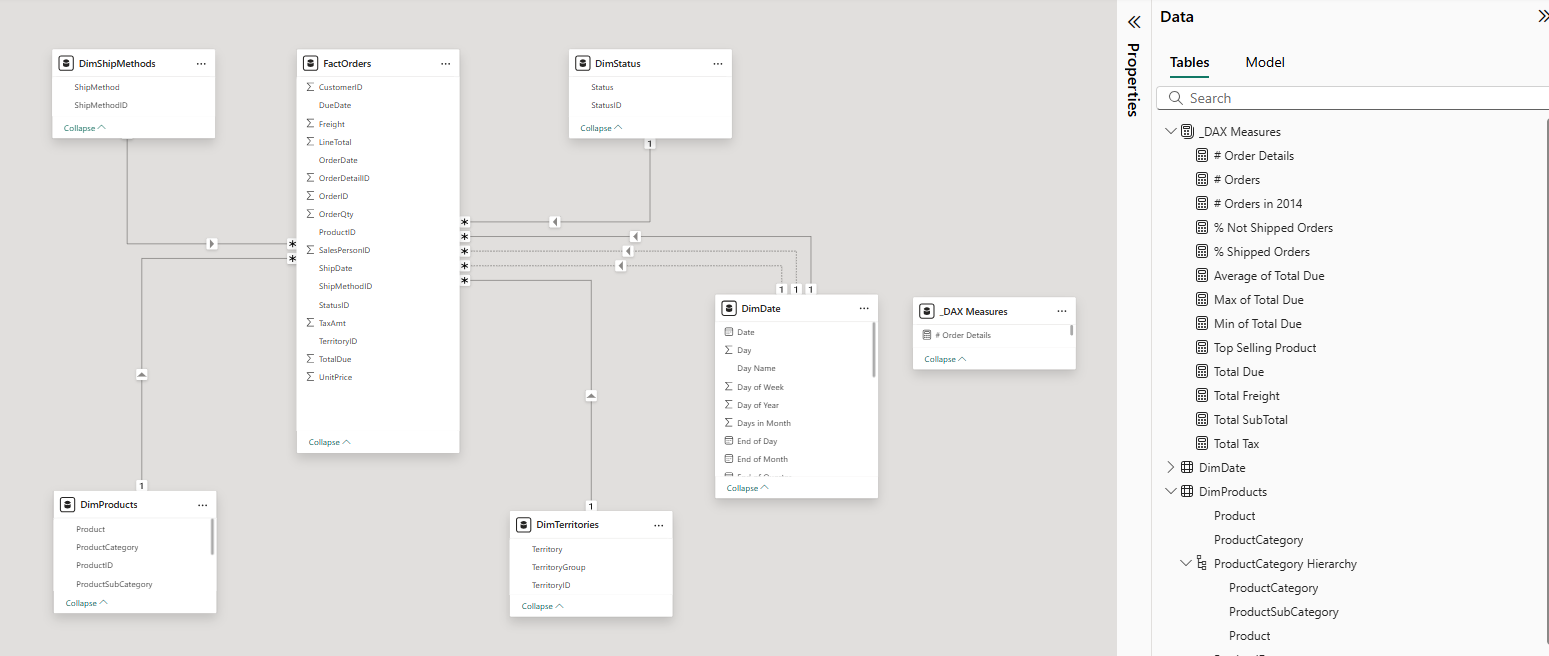 DimShipMethods
ShipMethod
ShipMethodID
Collapse
FactOrders
CustomerID
DueDate
Freight
LineTotal
OrderDate
OrderDetailID
OrderID
OrderQty
ProductID
SalesPersonID
ShipDate
ShipMethodID
StatusID
TaxAmt
TerritoryID
TotalDue
UnitPrice
Collapse
DimStatus
Status
StatusID
Collapse
1
*
*
*
*
*
*
*
1 1 1
DimDate
Date
Day
Day Name
Day of Week
Day of Year
Days in Month
End of Day
End of Month
Collapse
_DAX Measures
# Order Details
Collapse
1
DimProducts
Product
ProductCategory
ProductID
ProductSubCategory
Collapse
1
DimTerritories
Territory
TerritoryGroup
TerritoryID
Collapse
Properties
Data
Tables Model
Search
_DAX Measures
# Order Details
# Orders
# Orders in 2014
% Not Shipped Orders
% Shipped Orders
Average of Total Due
Max of Total Due
Min of Total Due
Top Selling Product
Total Due
Total Freight
Total SubTotal
Total Tax
DimDate
DimProducts
Product
ProductCategory
ProductCategory Hierarchy
ProductCategory
ProductSubCategory
Product